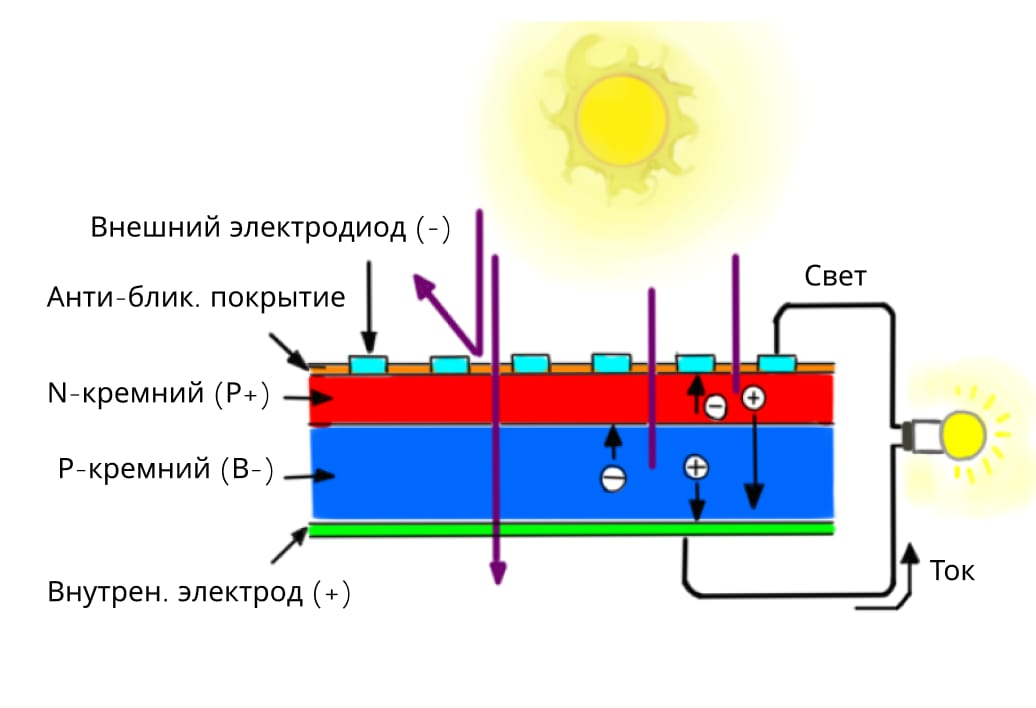 Внешний электродиод (-)
Свет
Анти-блик. покрытие
N-кремний (P+)
P-кремний (B-)
Внутрен. электрод (+)
Ток